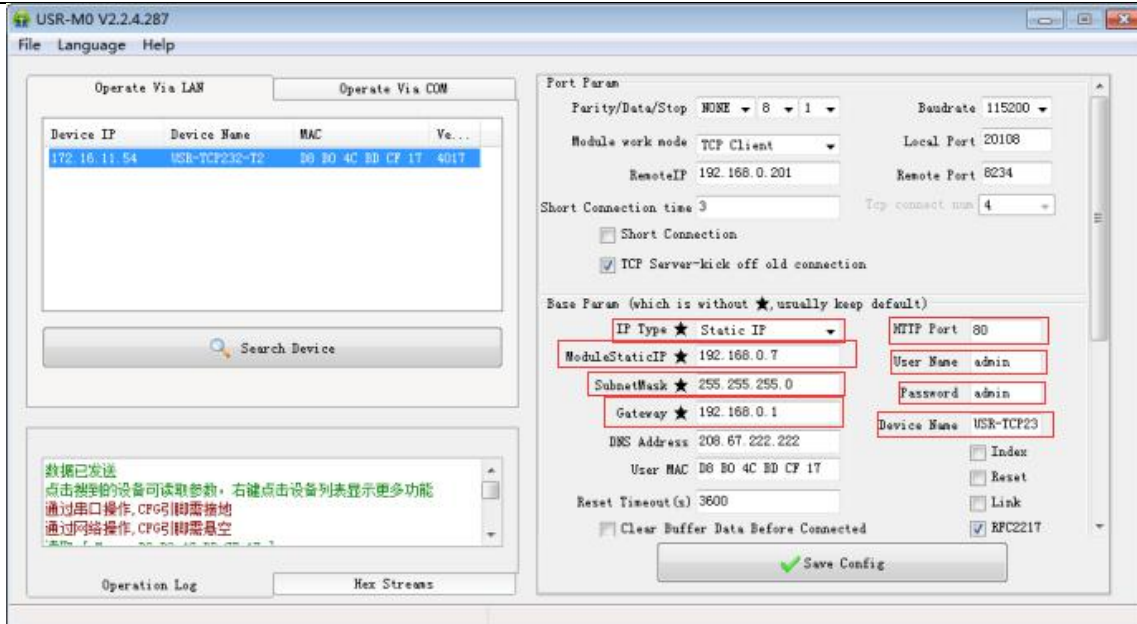 USR-M0 V2.2.4.287
File Language Help
Operate Via LAN
Operate Via COM
Device IP Device Name MAC Ve...
172.16.11.54 USR-TCP232-T2 D8 B0 4C BD CF 17 4017
Search Device
数据已发送
点击搜到的设备可读取参数,右键点击设备列表显示更多功能
通过串口操作,CFG引脚需接地
通过网络操作,CFG引脚需悬空
Operation Log
Hex Streams
Port Param
Parity/Data/Stop NONE 8 1 Baudrate 115200
Module work mode TCP Client Local Port 20108
RemoteIP 192.168.0.201 Remote Port 8234
Short Connection time 3 Tcp connect num 4
Short Connection
TCP Server-kick off old connection
Base Param (which is without ★,usually keep default)
IP Type ★ Static IP HTTP Port 80
ModuleStaticIP ★ 192.168.0.7 User Name admin
SubnetMask ★ 255.255.255.0 Password admin
Gateway ★ 192.168.0.1 Device Name USR-TCP23
DNS Address 208.67.222.222 Index
User MAC D8 B0 4C BD CF 17 Reset
Reset Timeout(s) 3600 Link
Clear Buffer Data Before Connected RFC2217
Save Config